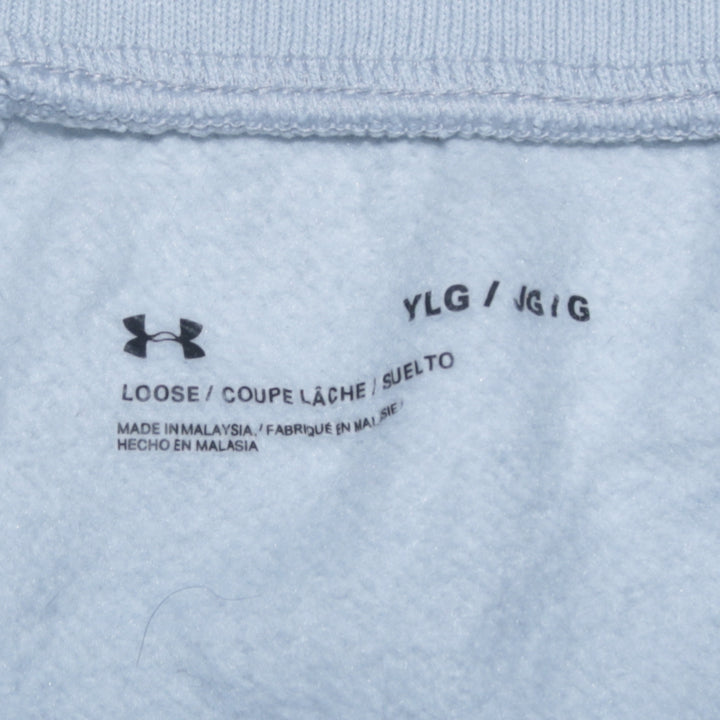 YLG / JG / G
LOOSE / COUPE LÂCHE / SUELTO
MADE IN MALAYSIA / FABRIQUÉ EN MALAISIE /
HECHO EN MALASIA